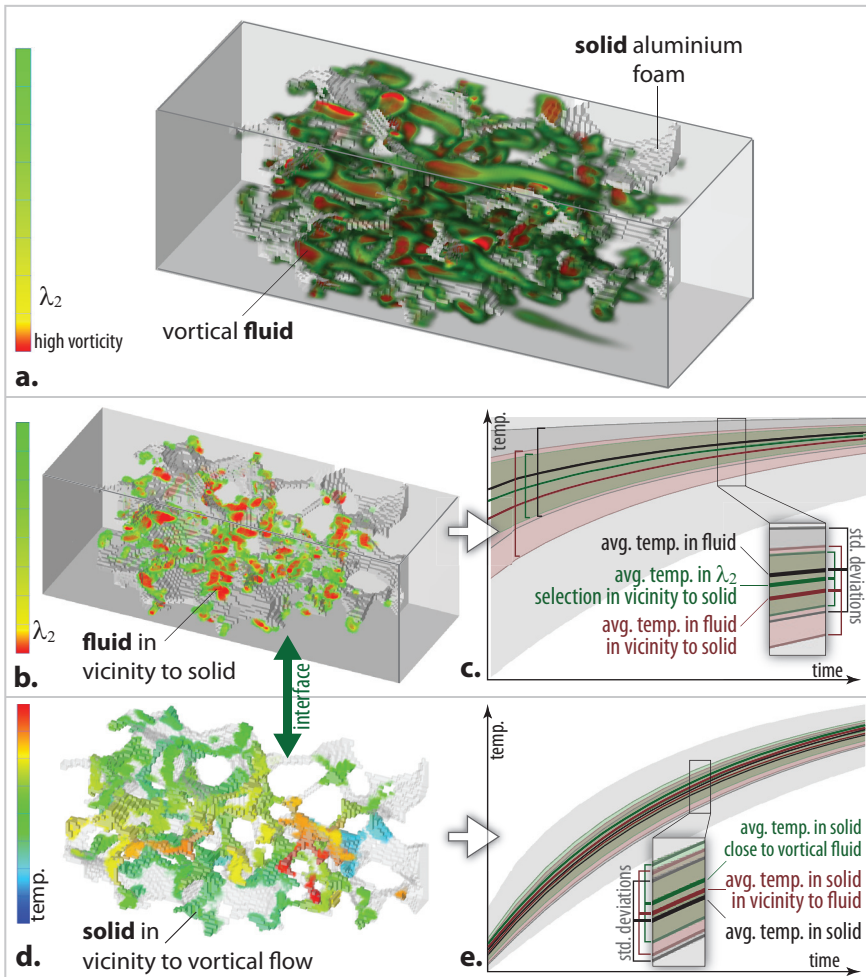 solid aluminium
foam
λ2
high vorticity
vortical fluid
a.
λ2
fluid in
vicinity to solid
b.
interface
temp.
avg. temp. in fluid
avg. temp. in λ2
selection in vicinity to solid
avg. temp. in fluid
in vicinity to solid
std. deviations
time
c.
temp.
solid in
vicinity to vortical flow
d.
temp.
avg. temp. in solid
close to vortical fluid
avg. temp. in solid
in vicinity to fluid
avg. temp. in solid
std. deviations
time
e.